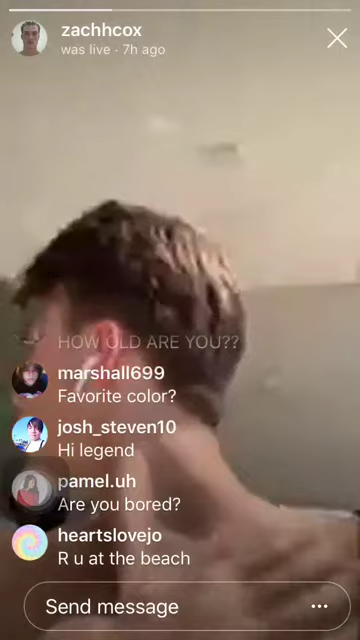 zachhcox
was live · 7h ago
HOW OLD ARE YOU??
marshall699
Favorite color?
josh_steven10
Hi legend
pamel.uh
Are you bored?
heartslovejo
R u at the beach
Send message